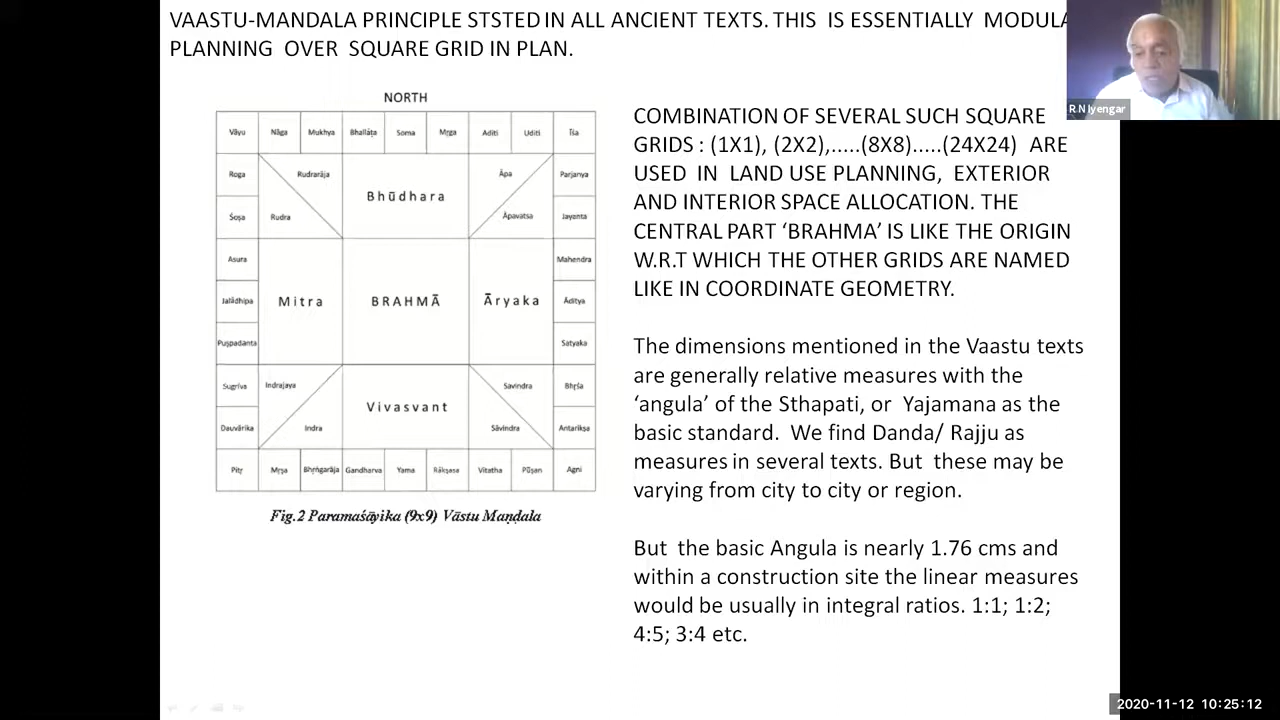 VAASTU-MANDALA PRINCIPLE STSTED IN ALL ANCIENT TEXTS. THIS IS ESSENTIALLY MODULA
PLANNING OVER SQUARE GRID IN PLAN.
R N Iyengar
NORTH
Vāyu Nāga Mukhya Bhallāṭa Soma Mṛga Aditi Uditi Īśa
Roga Rudrarāja Bhūdhara Āpa Parjanya
Śoṣa Rudra Āpavatsa Jayanta
Asura Mahendra
Jalādhipa Mitra BRAHMĀ Āryaka Āditya
Puṣpadanta Satyaka
Sugrīva Indrajaya Vivasvant Savindra Bhṛśa
Dauvārika Indra Sāvindra Antarikṣa
Pitṛ Mṛṣa Bhṛṅgarāja Gandharva Yama Rākṣasa Vitatha Pūṣan Agni
Fig.2 Paramaśāyika (9x9) Vāstu Maṇḍala
COMBINATION OF SEVERAL SUCH SQUARE
GRIDS : (1X1), (2X2),.....(8X8).....(24X24) ARE
USED IN LAND USE PLANNING, EXTERIOR
AND INTERIOR SPACE ALLOCATION. THE
CENTRAL PART ‘BRAHMA’ IS LIKE THE ORIGIN
W.R.T WHICH THE OTHER GRIDS ARE NAMED
LIKE IN COORDINATE GEOMETRY.
The dimensions mentioned in the Vaastu texts
are generally relative measures with the
‘angula’ of the Sthapati, or Yajamana as the
basic standard. We find Danda/ Rajju as
measures in several texts. But these may be
varying from city to city or region.
But the basic Angula is nearly 1.76 cms and
within a construction site the linear measures
would be usually in integral ratios. 1:1; 1:2;
4:5; 3:4 etc.
2020-11-12 10:25:12